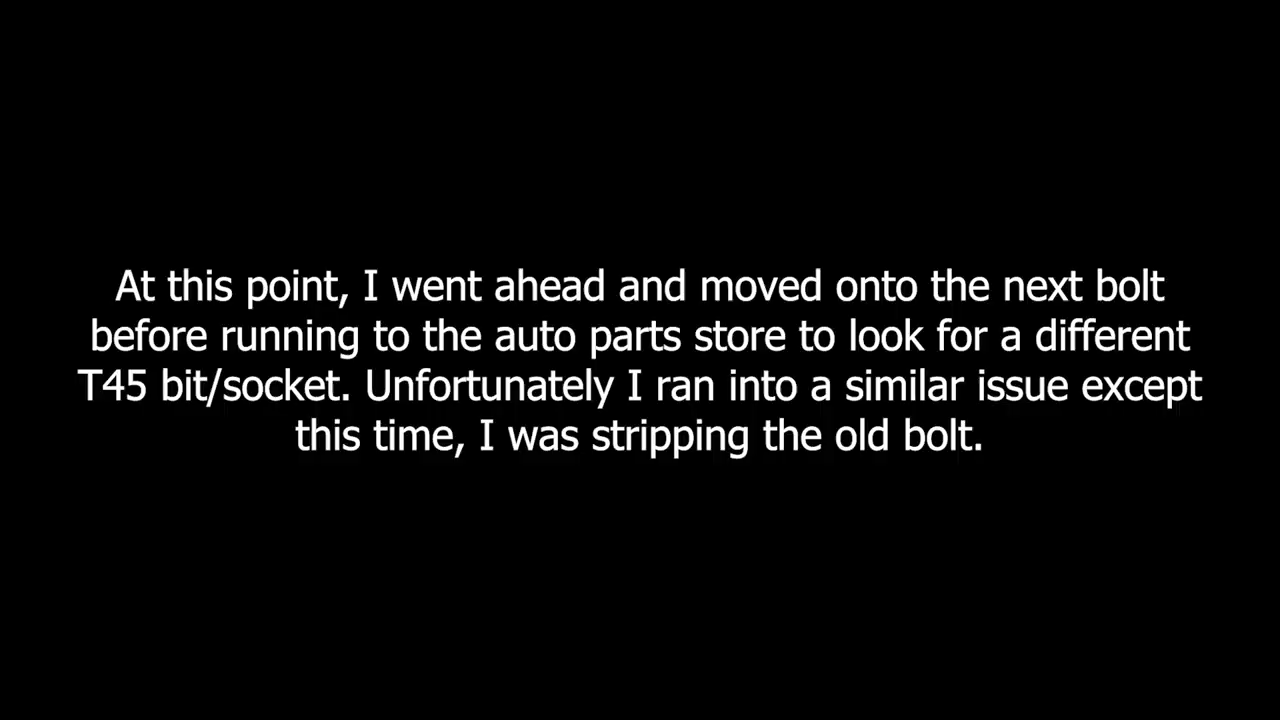 At this point, I went ahead and moved onto the next bolt
before running to the auto parts store to look for a different
T45 bit/socket. Unfortunately I ran into a similar issue except
this time, I was stripping the old bolt.